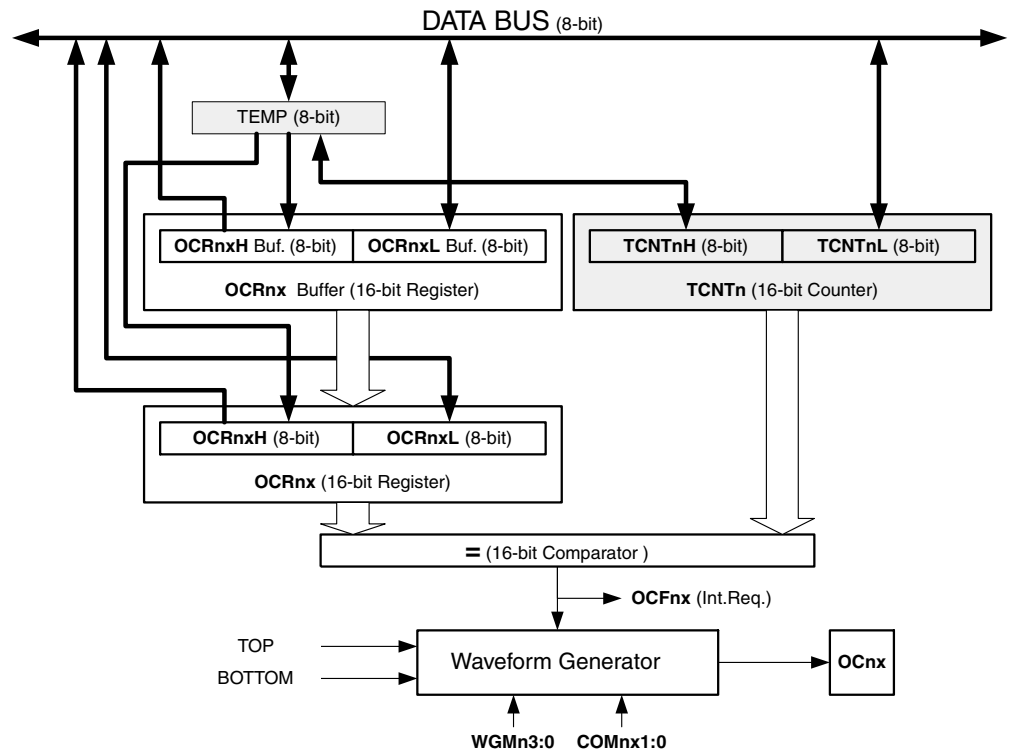 DATA BUS (8-bit)
TEMP (8-bit)
OCRnxH Buf. (8-bit) OCRnxL Buf. (8-bit) TCNTnH (8-bit) TCNTnL (8-bit)
OCRnx Buffer (16-bit Register) TCNTn (16-bit Counter)
OCRnxH (8-bit) OCRnxL (8-bit)
OCRnx (16-bit Register)
= (16-bit Comparator )
OCFnx (Int.Req.)
TOP
BOTTOM
Waveform Generator
OCnx
WGMn3:0 COMnx1:0